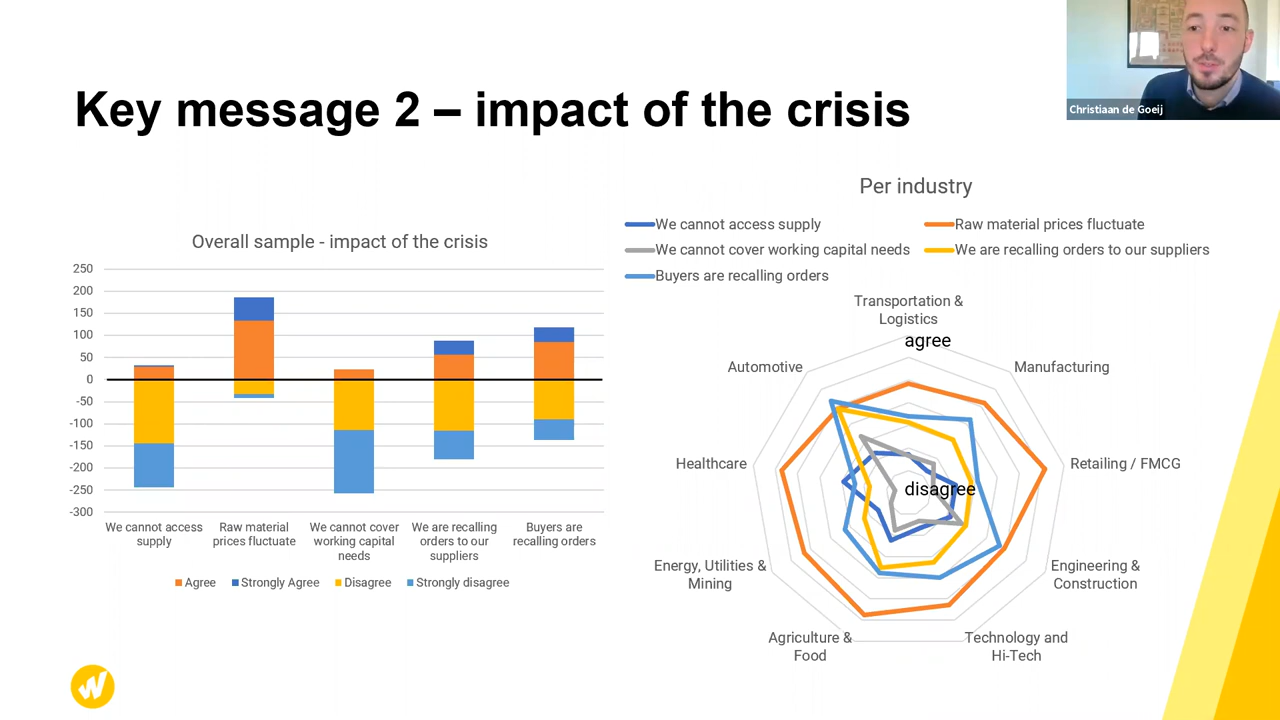 Christiaan de Goeij
Key message 2 – impact of the crisis
Overall sample - impact of the crisis
250
200
150
100
50
0
-50
-100
-150
-200
-250
-300
We cannot access
supply
Raw material
prices fluctuate
We cannot cover
working capital
needs
We are recalling
orders to our
suppliers
Buyers are
recalling orders
Agree
Strongly Agree
Disagree
Strongly disagree
Per industry
We cannot access supply
Raw material prices fluctuate
We cannot cover working capital needs
We are recalling orders to our suppliers
Buyers are recalling orders
Transportation &
Logistics
agree
Automotive
Manufacturing
Healthcare
Retailing / FMCG
disagree
Energy, Utilities &
Mining
Engineering &
Construction
Agriculture &
Food
Technology and
Hi-Tech